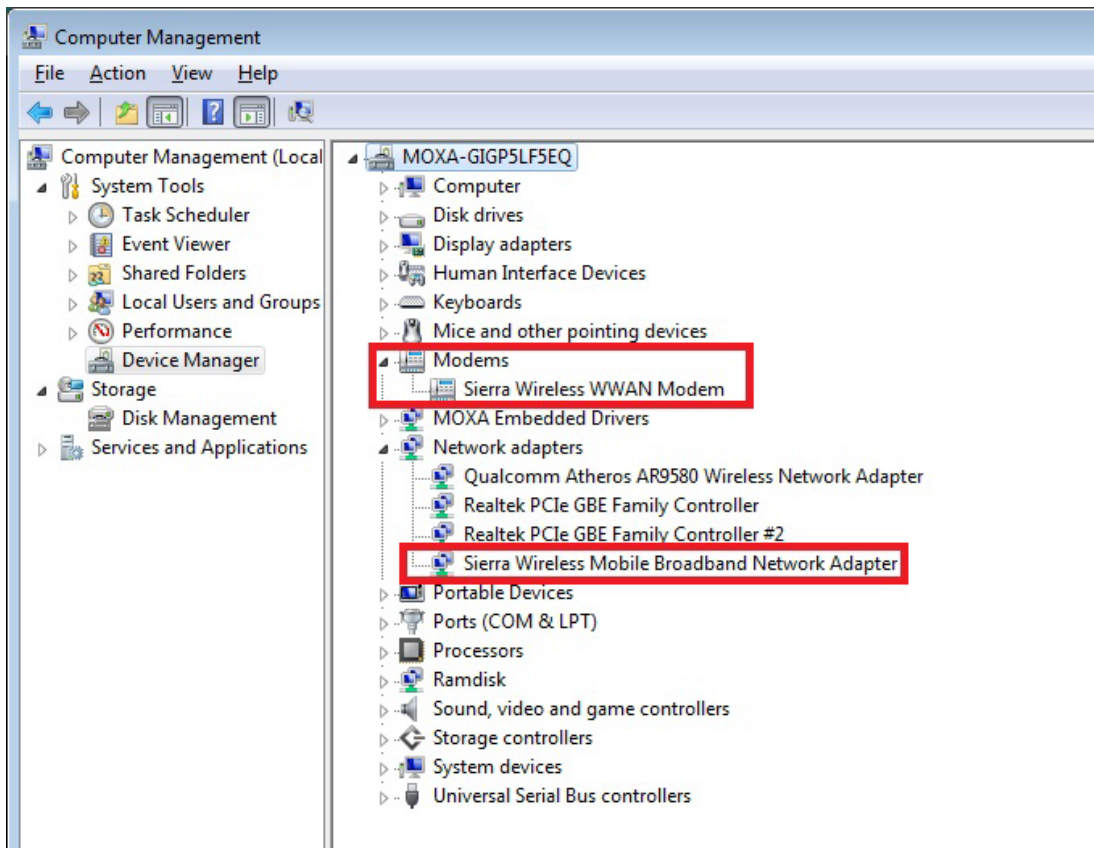 Computer Management
File Action View Help
Computer Management (Local
System Tools
Task Scheduler
Event Viewer
Shared Folders
Local Users and Groups
Performance
Device Manager
Storage
Disk Management
Services and Applications
MOXA-GIGP5LF5EQ
Computer
Disk drives
Display adapters
Human Interface Devices
Keyboards
Mice and other pointing devices
Modems
Sierra Wireless WWAN Modem
MOXA Embedded Drivers
Network adapters
Qualcomm Atheros AR9580 Wireless Network Adapter
Realtek PCIe GBE Family Controller
Realtek PCIe GBE Family Controller #2
Sierra Wireless Mobile Broadband Network Adapter
Portable Devices
Ports (COM & LPT)
Processors
Ramdisk
Sound, video and game controllers
Storage controllers
System devices
Universal Serial Bus controllers